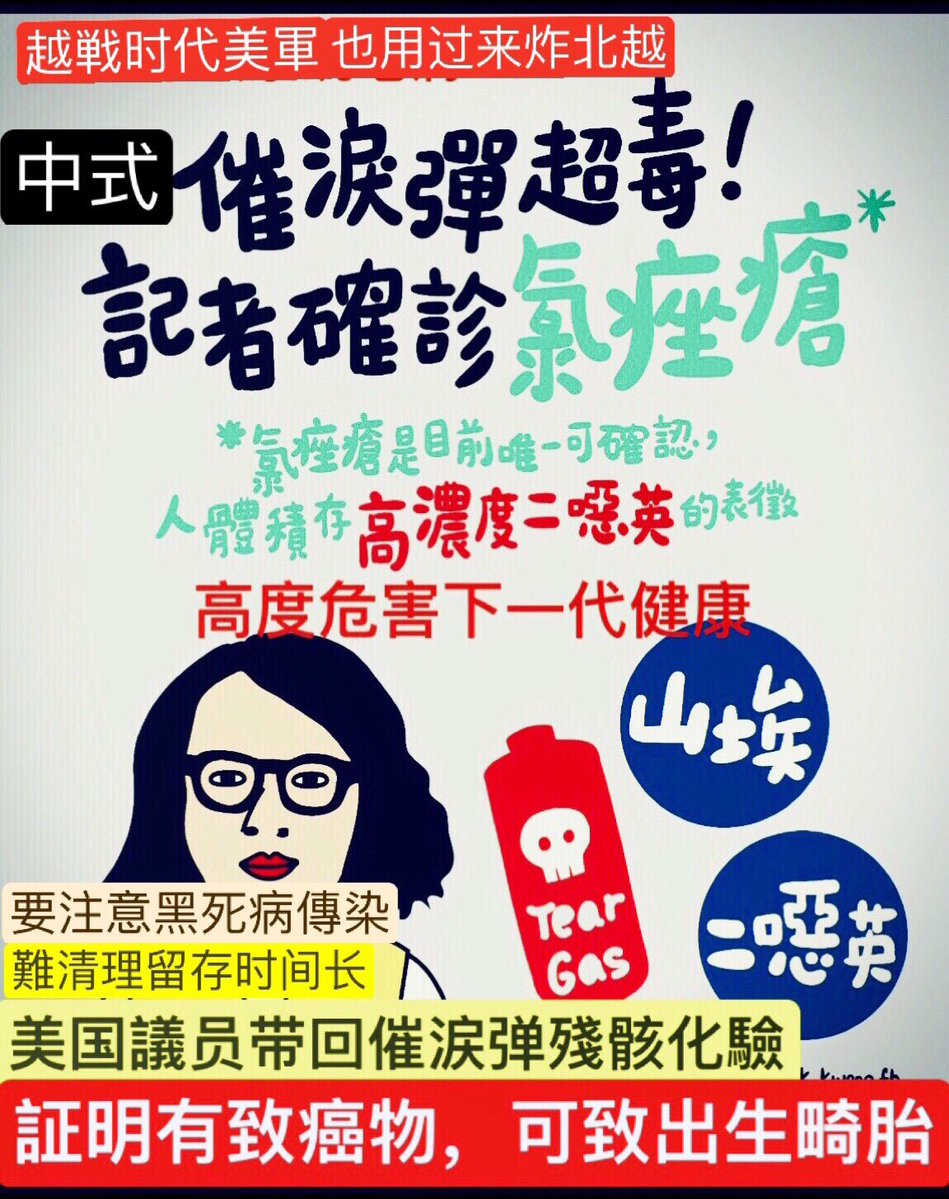 越戦时代美軍 也用过来炸北越
中式
催淚彈超毒!
記者確診氯痤瘡*
*氯痤瘡是目前唯一可確認,
人體積存高濃度二噁英的表徵
高度危害下一代健康
山埃
Tear
Gas
二噁英
要注意黑死病傳染
難清理留存时间长
美国議员带回催淚弹殘骸化驗
証明有致癌物，可致出生畸胎